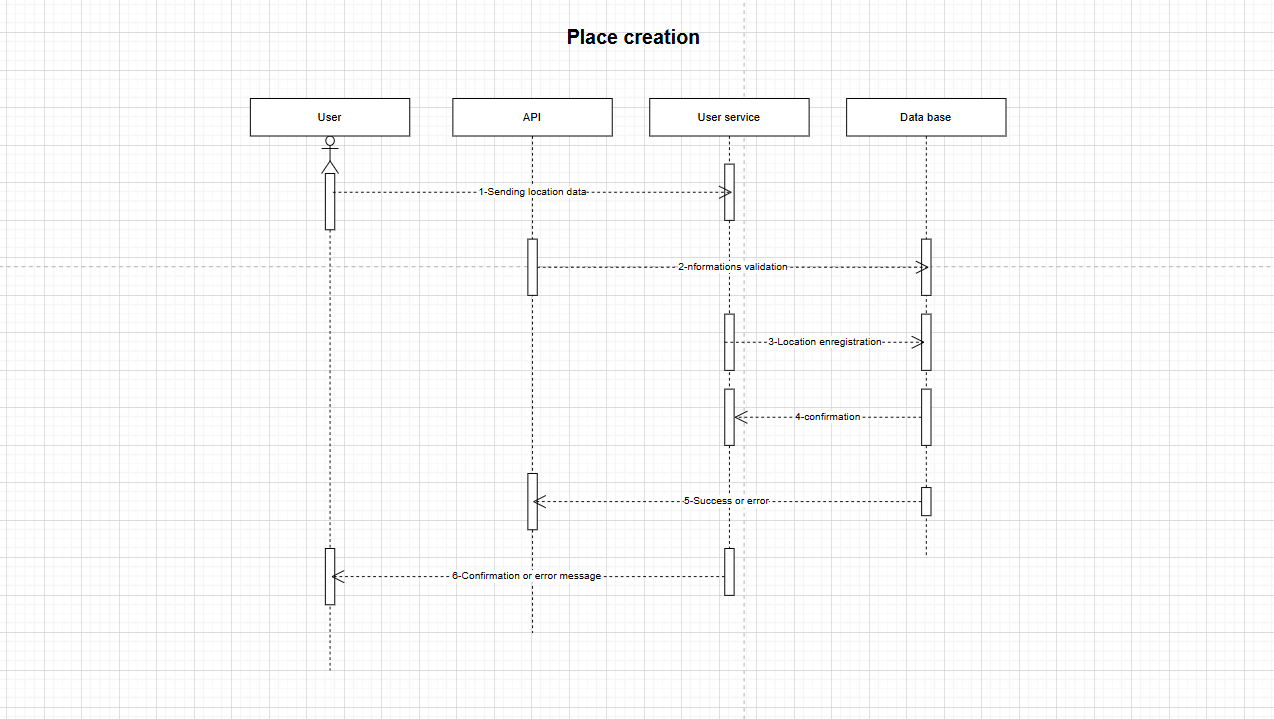 Place creation
User
API
User service
Data base
1-Sending location data
2-nformations validation
3-Location enregistration
4-confirmation
5-Success or error
6-Confirmation or error message